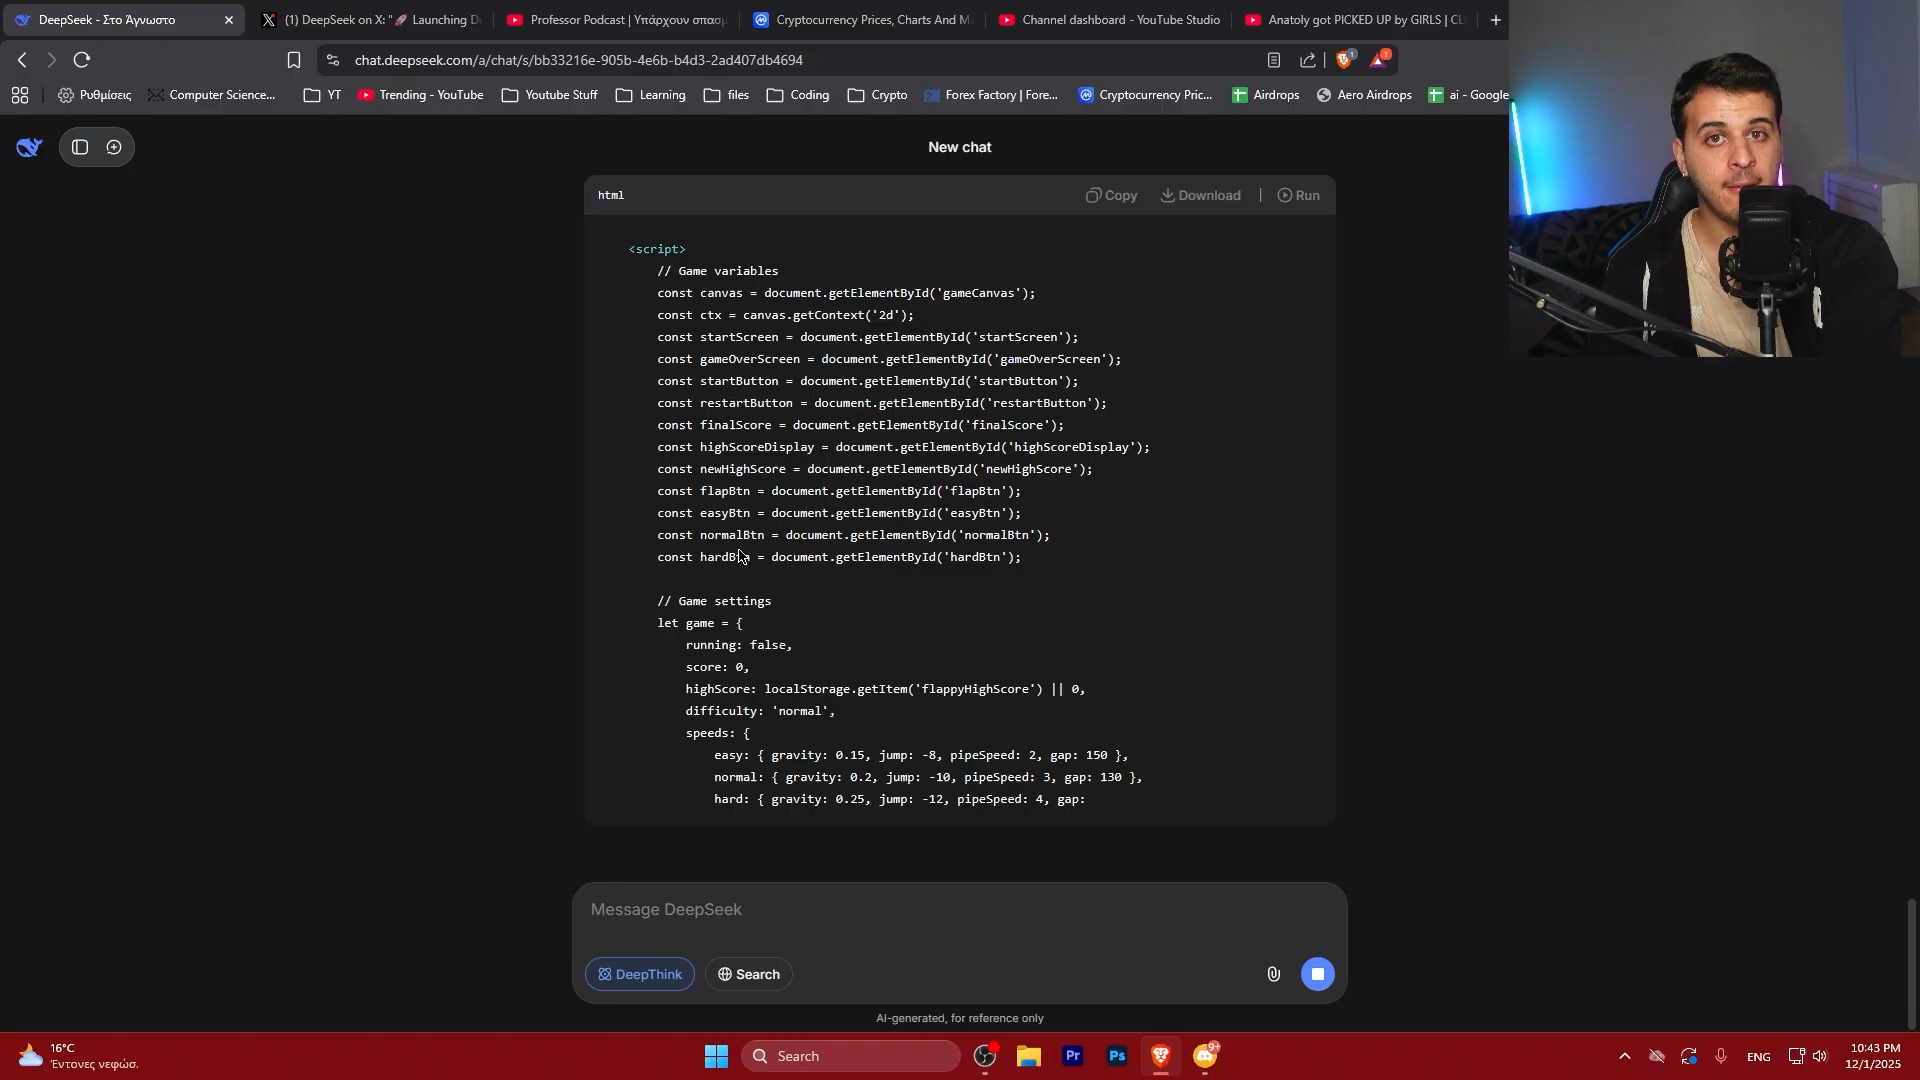 DeepSeek - Στο Άγνωστο
(1) DeepSeek on X: "🚀 Launching D
Professor Podcast | Υπάρχουν σπασμ
Cryptocurrency Prices, Charts And Ma
Channel dashboard - YouTube Studio
Anatoly got PICKED UP by GIRLS | CL
chat.deepseek.com/a/chat/s/bb33216e-905b-4e6b-b4d3-2ad407db4694
1
1
Ρυθμίσεις
Computer Science...
YT
Trending - YouTube
Youtube Stuff
Learning
files
Coding
Crypto
Forex Factory | Fore...
Cryptocurrency Pric...
Airdrops
Aero Airdrops
ai - Google
New chat
html
Copy
Download
|
Run
<script>
// Game variables
const canvas = document.getElementById('gameCanvas');
const ctx = canvas.getContext('2d');
const startScreen = document.getElementById('startScreen');
const gameOverScreen = document.getElementById('gameOverScreen');
const startButton = document.getElementById('startButton');
const restartButton = document.getElementById('restartButton');
const finalScore = document.getElementById('finalScore');
const highScoreDisplay = document.getElementById('highScoreDisplay');
const newHighScore = document.getElementById('newHighScore');
const flapBtn = document.getElementById('flapBtn');
const easyBtn = document.getElementById('easyBtn');
const normalBtn = document.getElementById('normalBtn');
const hardBtn = document.getElementById('hardBtn');
// Game settings
let game = {
running: false,
score: 0,
highScore: localStorage.getItem('flappyHighScore') || 0,
difficulty: 'normal',
speeds: {
easy: { gravity: 0.15, jump: -8, pipeSpeed: 2, gap: 150 },
normal: { gravity: 0.2, jump: -10, pipeSpeed: 3, gap: 130 },
hard: { gravity: 0.25, jump: -12, pipeSpeed: 4, gap:
Message DeepSeek
DeepThink
Search
AI-generated, for reference only
16°C
Έντονες νεφώσ.
Search
Pr
Ps
9+
ENG
10:43 PM
12/1/2025